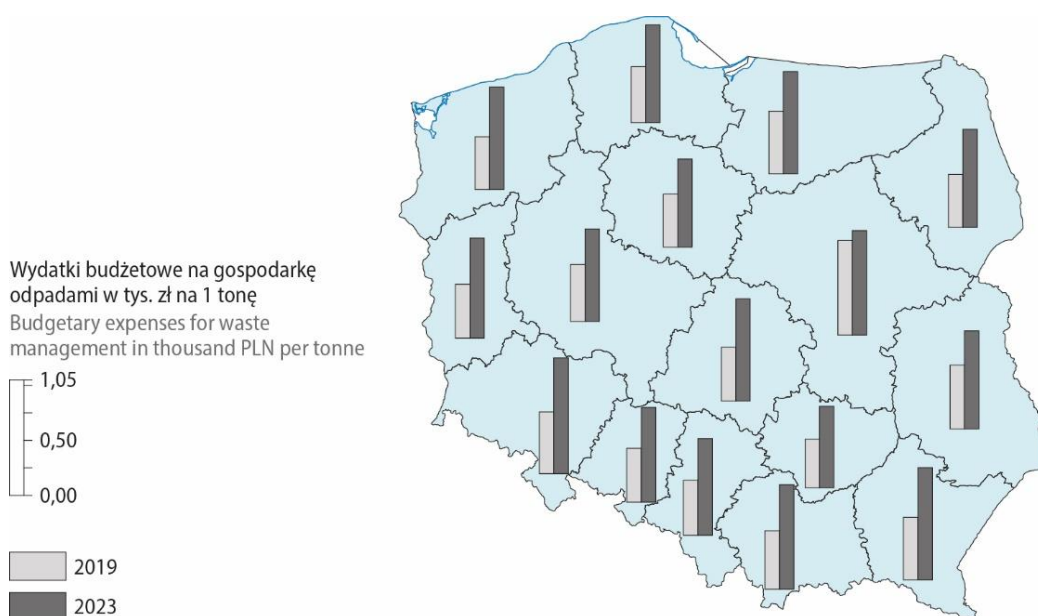 Wydatki budżetowe na gospodarkę
odpadami w tys. zł na 1 tonę
Budgetary expenses for waste
management in thousand PLN per tonne
1,05
0,50
0,00
2019
2023